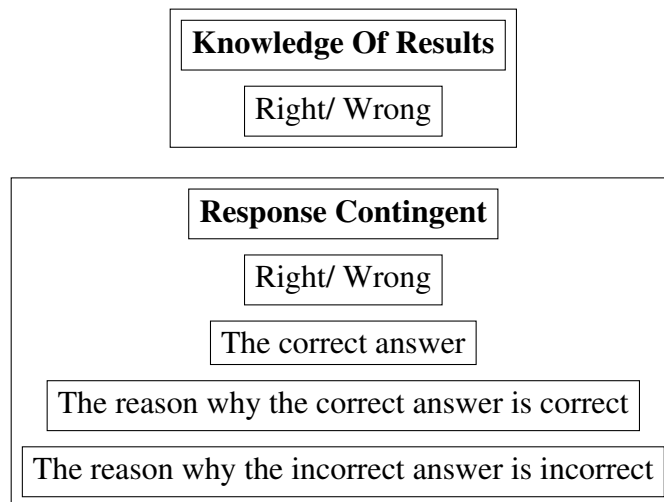 Knowledge Of Results
Right/ Wrong
Response Contingent
Right/ Wrong
The correct answer
The reason why the correct answer is correct
The reason why the incorrect answer is incorrect